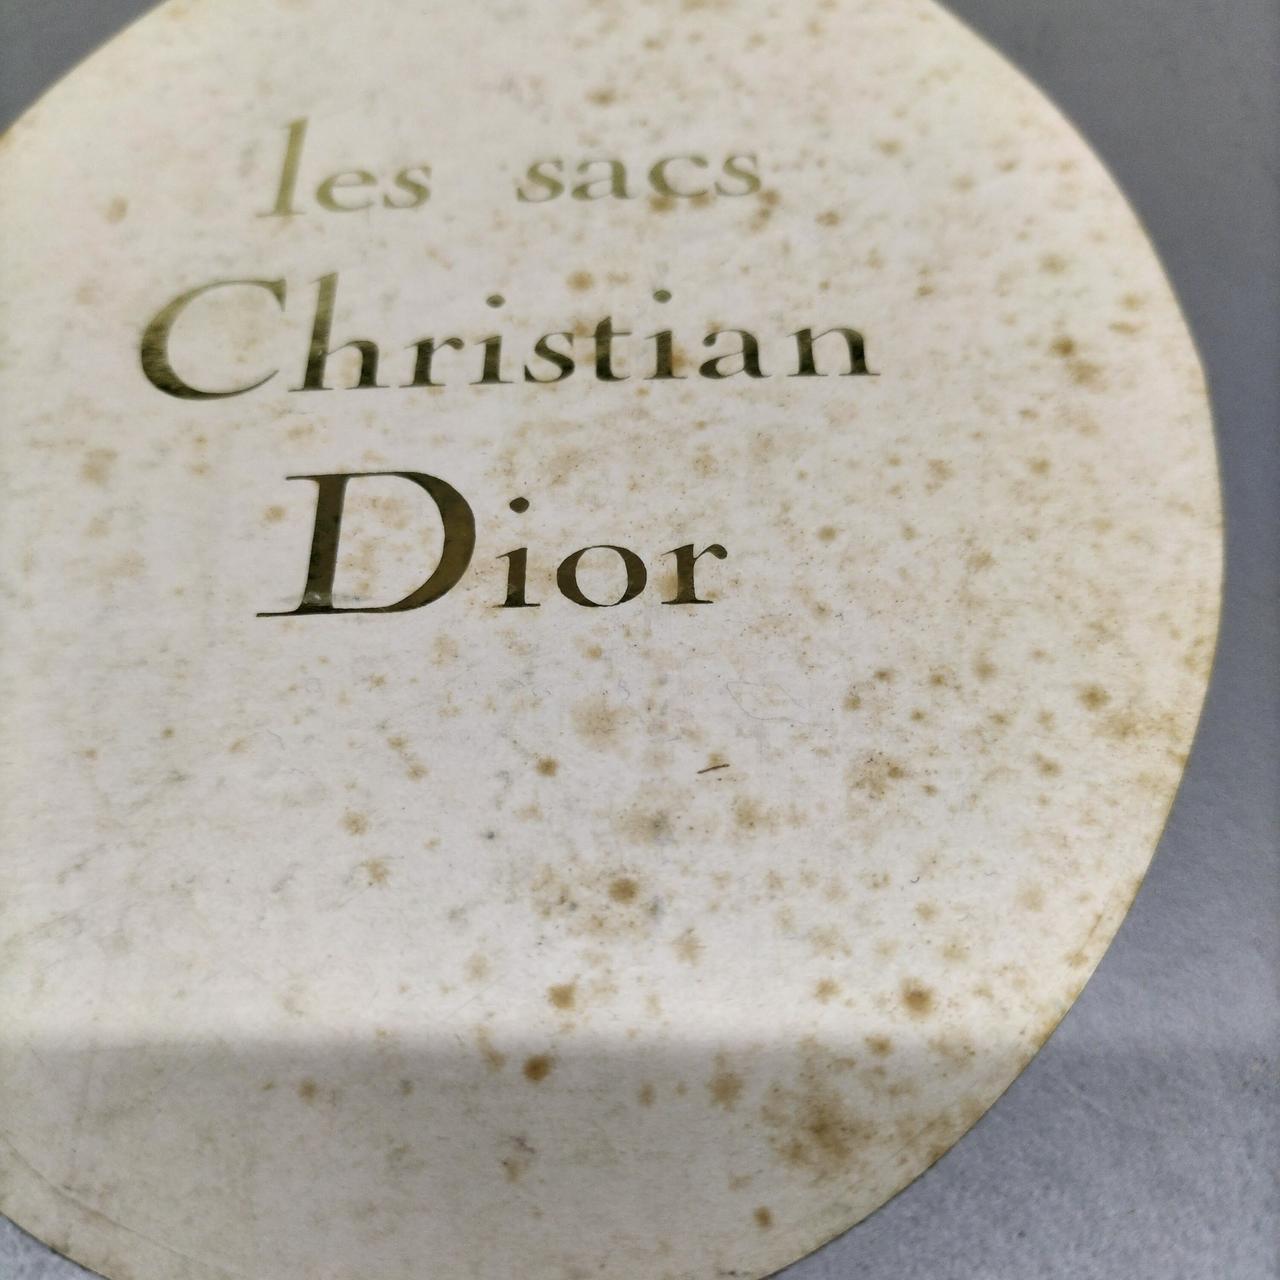 les sacs
Christian
Dior